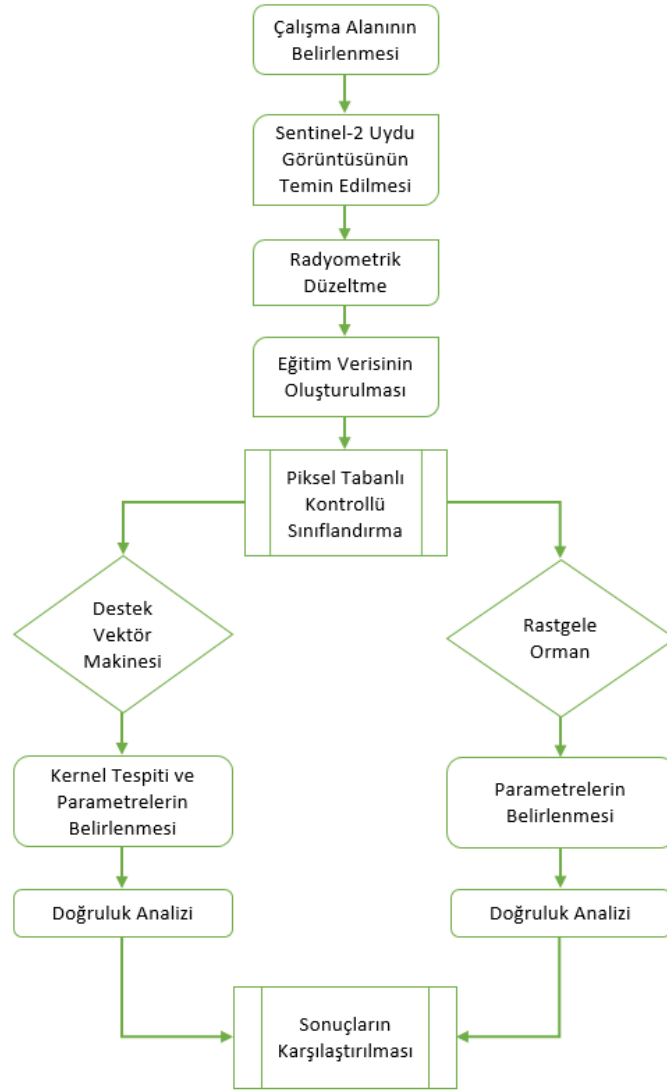 Çalışma Alanının
Belirlenmesi
Sentinel-2 Uydu
Görüntüsünün
Temin Edilmesi
Radyometrik
Düzeltme
Eğitim Verisinin
Oluşturulması
Piksel Tabanlı
Kontrollü
Sınıflandırma
Destek
Vektör
Makinesi
Rastgele
Orman
Kernel Tespiti ve
Parametrelerin
Belirlenmesi
Parametrelerin
Belirlenmesi
Doğruluk Analizi
Doğruluk Analizi
Sonuçların
Karşılaştırılması